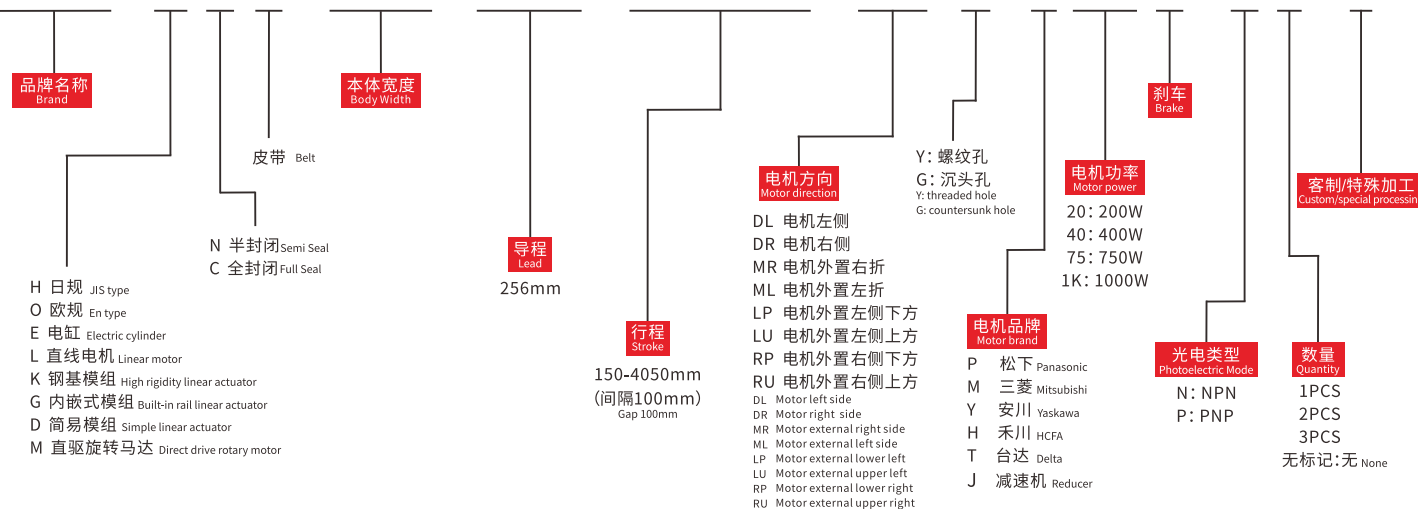 品牌名称
Brand
H 日规 JIS type
O 欧规 En type
E 电缸 Electric cylinder
L 直线电机 Linear motor
K 钢基模组 High rigidity linear actuator
G 内嵌式模组 Built-in rail linear actuator
D 简易模组 Simple linear actuator
M 直驱旋转马达 Direct drive rotary motor
N 半封闭 Semi Seal
C 全封闭 Full Seal
皮带 Belt
本体宽度
Body Width
导程
Lead
256mm
行程
Stroke
150-4050mm
(间隔100mm)
Gap 100mm
电机方向
Motor direction
DL 电机左侧
DR 电机右侧
MR 电机外置右折
ML 电机外置左折
LP 电机外置左侧下方
LU 电机外置左侧上方
RP 电机外置右侧下方
RU 电机外置右侧上方
DL Motor left side
DR Motor right side
MR Motor external right side
ML Motor external left side
LP Motor external lower left
LU Motor external upper left
RP Motor external lower right
RU Motor external upper right
Y: 螺纹孔
G: 沉头孔
Y: threaded hole
G: countersunk hole
电机品牌
Motor brand
P 松下 Panasonic
M 三菱 Mitsubishi
Y 安川 Yaskawa
H 禾川 HCFA
T 台达 Delta
J 减速机 Reducer
电机功率
Motor power
20: 200W
40: 400W
75: 750W
1K: 1000W
刹车
Brake
光电类型
Photoelectric Mode
N: NPN
P: PNP
数量
Quantity
1PCS
2PCS
3PCS
无标记:无 None
客制/特殊加工
Custom/special processin